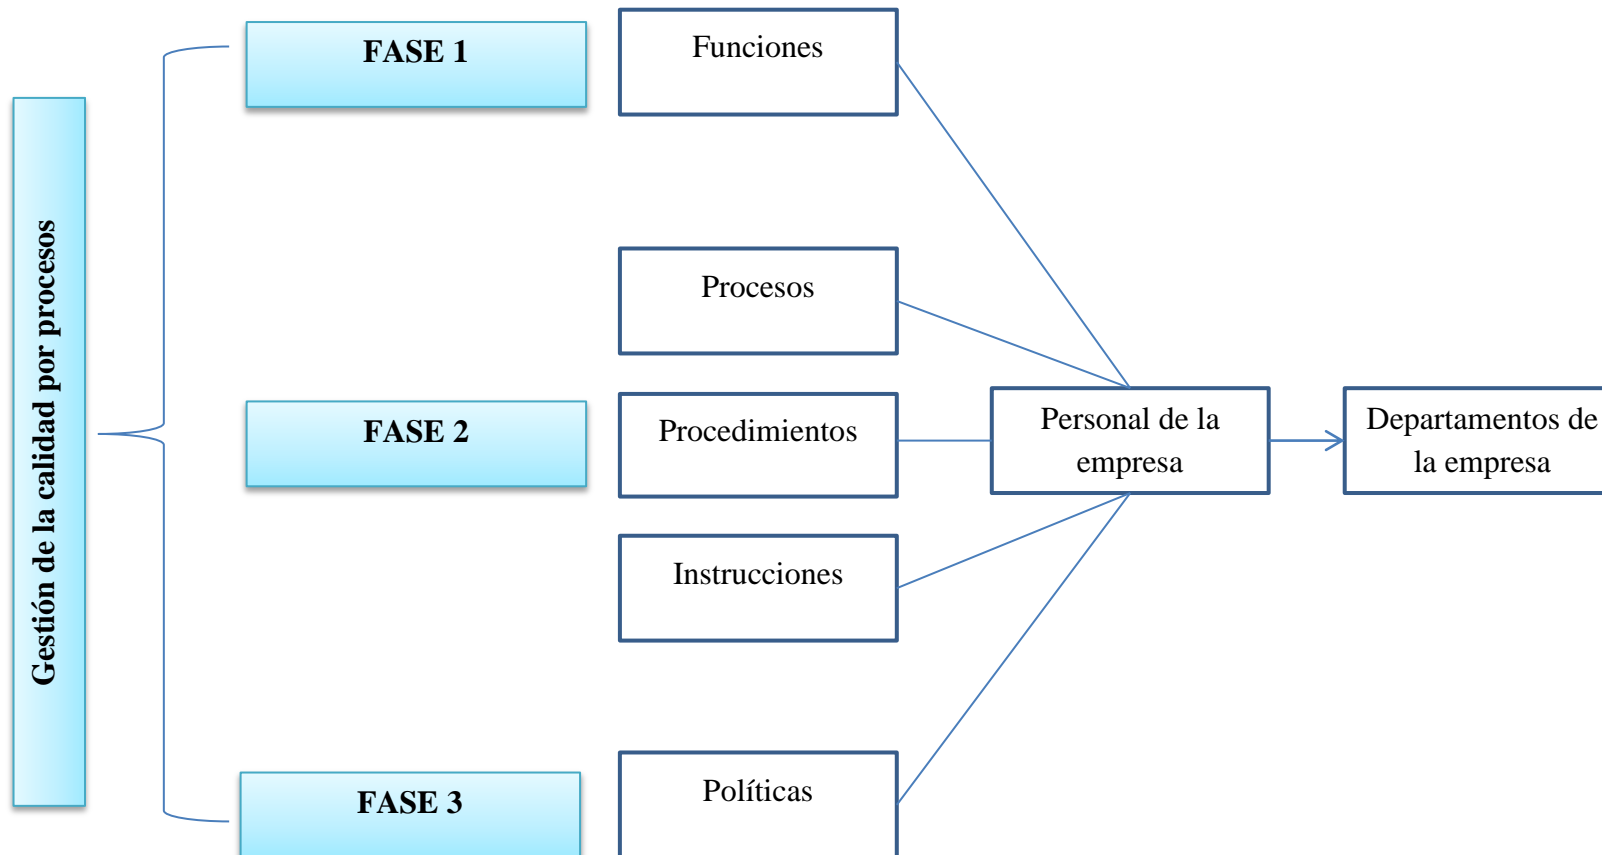 Gestión de la calidad por procesos
FASE 1
Funciones
Procesos
FASE 2
Procedimientos
Personal de la
empresa
Departamentos de
la empresa
Instrucciones
FASE 3
Políticas